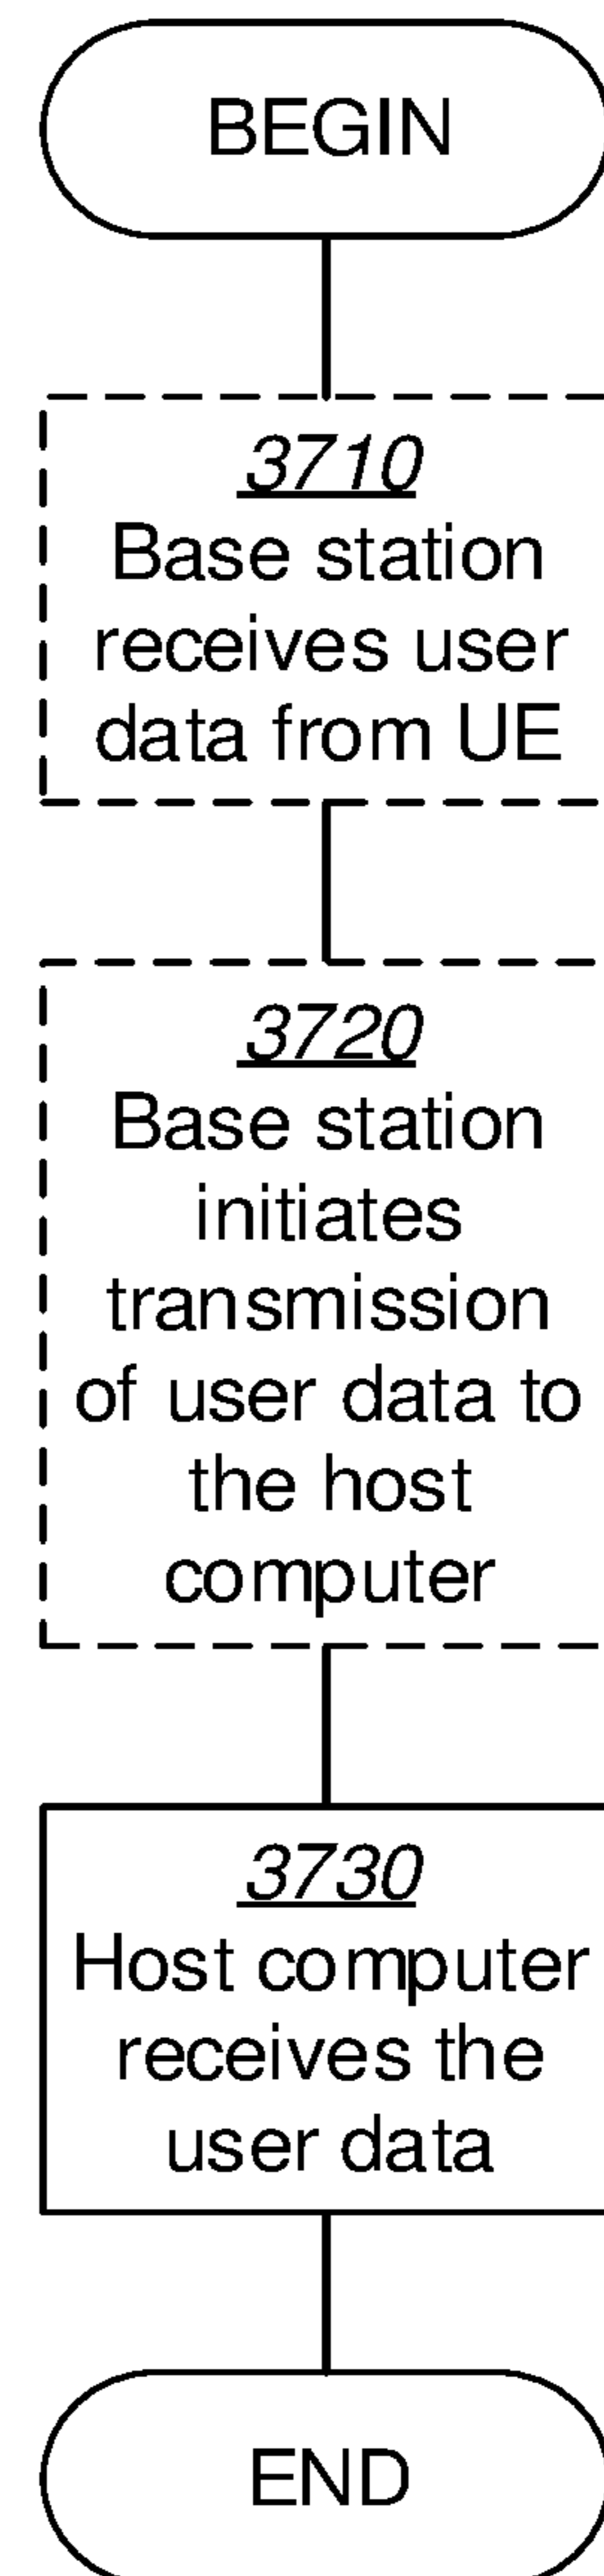 BEGIN
3710
Base station
receives user
data from UE
3720
Base station
initiates
transmission
of user data to
the host
computer
3730
Host computer
receives the
user data
END